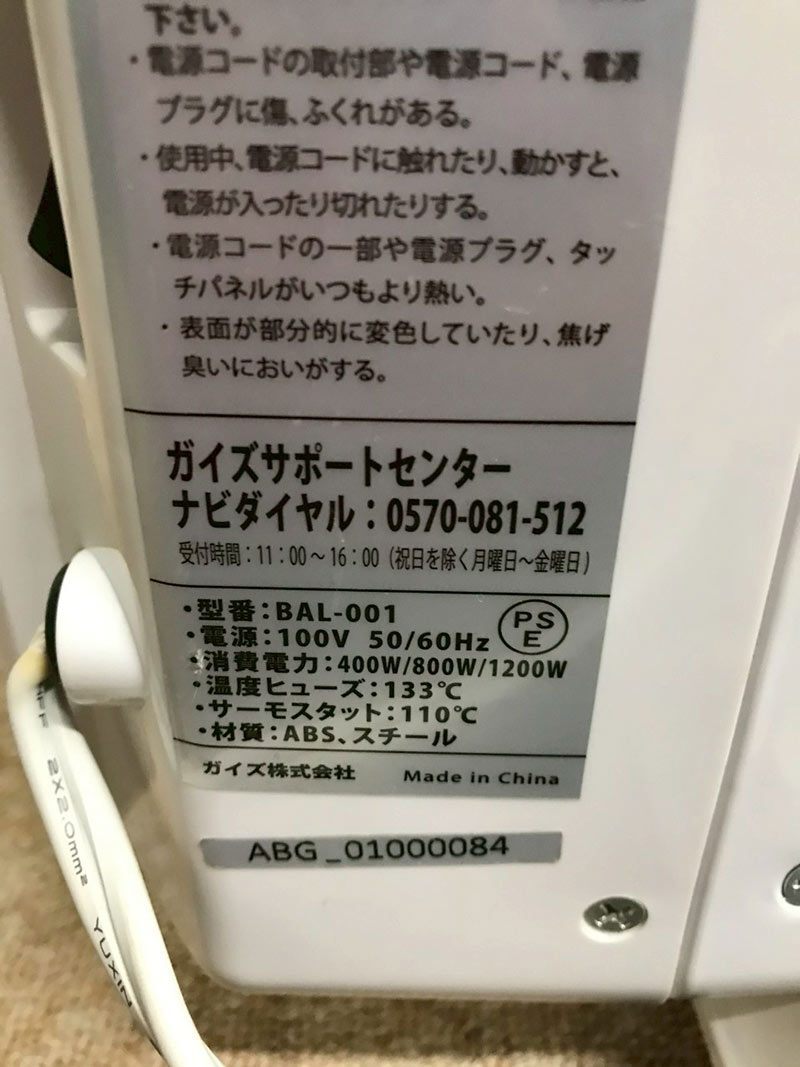 下さい。
・電源コードの取付部や電源コード、電源
プラグに傷、ふくれがある。
・使用中、電源コードに触れたり、動かすと、
電源が入ったり切れたりする。
・電源コードの一部や電源プラグ、タッ
チパネルがいつもより熱い。
・表面が部分的に変色していたり、焦げ
臭いにおいがする。
ガイズサポートセンター
ナビダイヤル：0570-081-512
受付時間：11：00～16：00（祝日を除く月曜日～金曜日）
・型番：BAL-001
・電源：100V 50/60Hz
PS
E
・消費電力：400W/800W/1200W
・温度ヒューズ：133℃
・サーモスタット：110℃
・材質：ABS、スチール
ガイズ株式会社 Made in China
ABG_01000084
2X2.0mm²
YUXIN